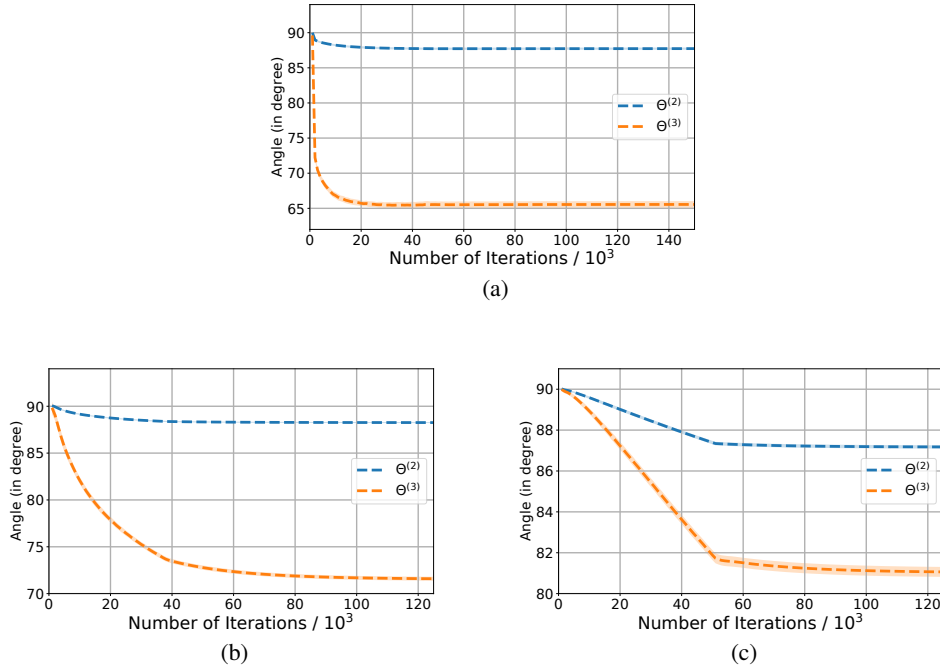 90
85
80
75
70
65
Angle (in degree)
Θ(2)
Θ(3)
0 20 40 60 80 100 120 140
Number of Iterations / 10³
(a)
90
85
80
75
70
Angle (in degree)
Θ(2)
Θ(3)
0 20 40 60 80 100 120
Number of Iterations / 10³
(b)
90
88
86
84
82
80
Angle (in degree)
Θ(2)
Θ(3)
0 20 40 60 80 100 120
Number of Iterations / 10³
(c)